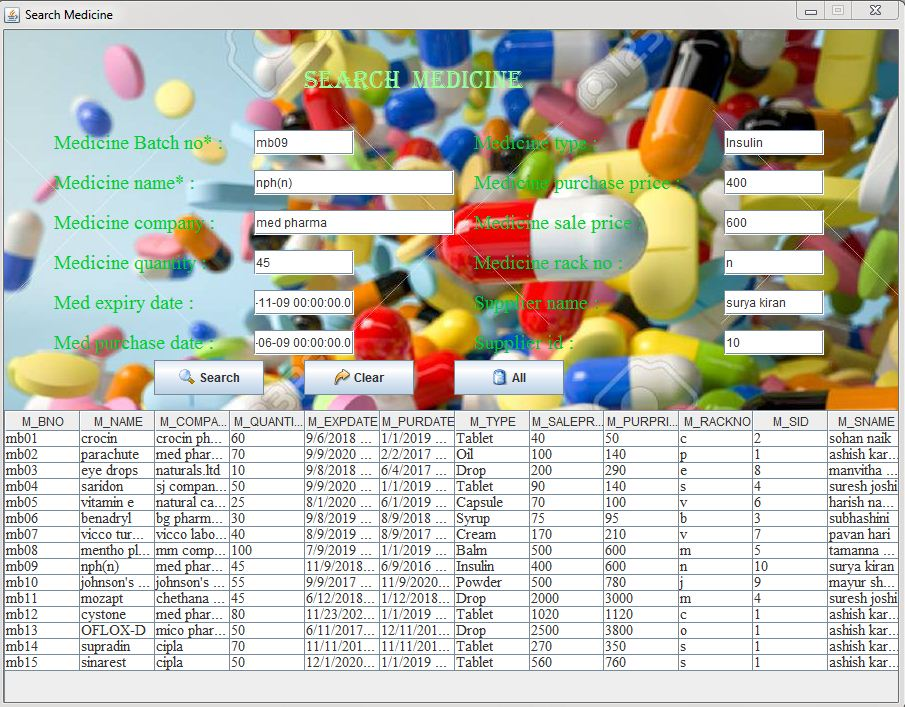 Search Medicine
SEARCH MEDICINE
Medicine Batch no* : mb09 Medicine type : Insulin
Medicine name* : nph(n) Medicine purchase price : 400
Medicine company : med pharma Medicine sale price : 600
Medicine quantity : 45 Medicine rack no : n
Med expiry date : -11-09 00:00:00.0 Supplier name : surya kiran
Med purchase date : -06-09 00:00:00.0 Supplier id : 10
Search Clear All
M_BNO M_NAME M_COMPA... M_QUANTI... M_EXPDATE M_PURDATE M_TYPE M_SALEPR... M_PURPRI... M_RACKNO M_SID M_SNAME
mb01 crocin crocin ph... 60 9/6/2018 ... 1/1/2019 ... Tablet 40 50 c 2 sohan naik
mb02 parachute med phar... 70 9/9/2020 ... 2/2/2017 ... Oil 100 140 p 1 ashish kar...
mb03 eye drops naturals.ltd 10 9/8/2018 ... 6/4/2017 ... Drop 200 290 e 8 manvitha ...
mb04 saridon sj compan... 50 9/9/2020 ... 1/1/2019 ... Tablet 90 140 s 4 suresh joshi
mb05 vitamin e natural ca... 25 8/1/2020 ... 6/1/2019 ... Capsule 70 100 v 6 harish na...
mb06 benadryl bg pharm... 30 9/8/2019 ... 8/9/2018 ... Syrup 75 95 b 3 subhashini
mb07 vicco tur... vicco labo... 40 8/9/2019 ... 8/9/2017 ... Cream 170 210 v 7 pavan hari
mb08 mentho pl... mm comp... 100 7/9/2019 ... 1/1/2019 ... Balm 500 600 m 5 tamanna ...
mb09 nph(n) med phar... 45 11/9/2018... 6/9/2016 ... Insulin 400 600 n 10 surya kiran
mb10 johnson's ... johnson's ... 55 9/9/2017 ... 11/9/2020... Powder 500 780 j 9 mayur sh...
mb11 mozapt chethana ... 45 6/12/2018... 1/12/2018... Drop 2000 3000 m 4 suresh joshi
mb12 cystone med phar... 80 11/23/202... 1/1/2019 ... Tablet 1020 1120 c 1 ashish kar...
mb13 OFLOX-D mico phar... 50 6/11/2017... 12/11/201... Drop 2500 3800 o 1 ashish kar...
mb14 supradin cipla 70 11/11/201... 11/11/201... Tablet 270 350 s 1 ashish kar...
mb15 sinarest cipla 50 12/1/2020... 1/1/2019 ... Tablet 560 760 s 1 ashish kar...